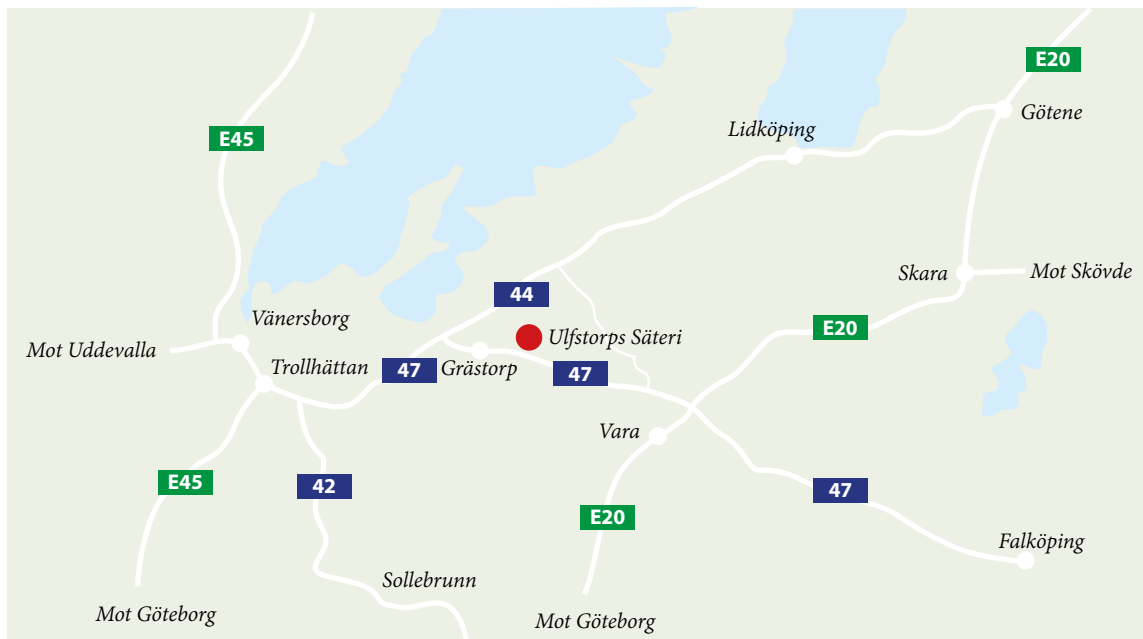 E20
Götene
Lidköping
E45
Skara
Mot Skövde
44
Vänersborg
E20
Ulfstorps Säteri
Mot Uddevalla
Trollhättan
47
Grästorp
47
Vara
E45
42
47
E20
Falköping
Sollebrunn
Mot Göteborg
Mot Göteborg